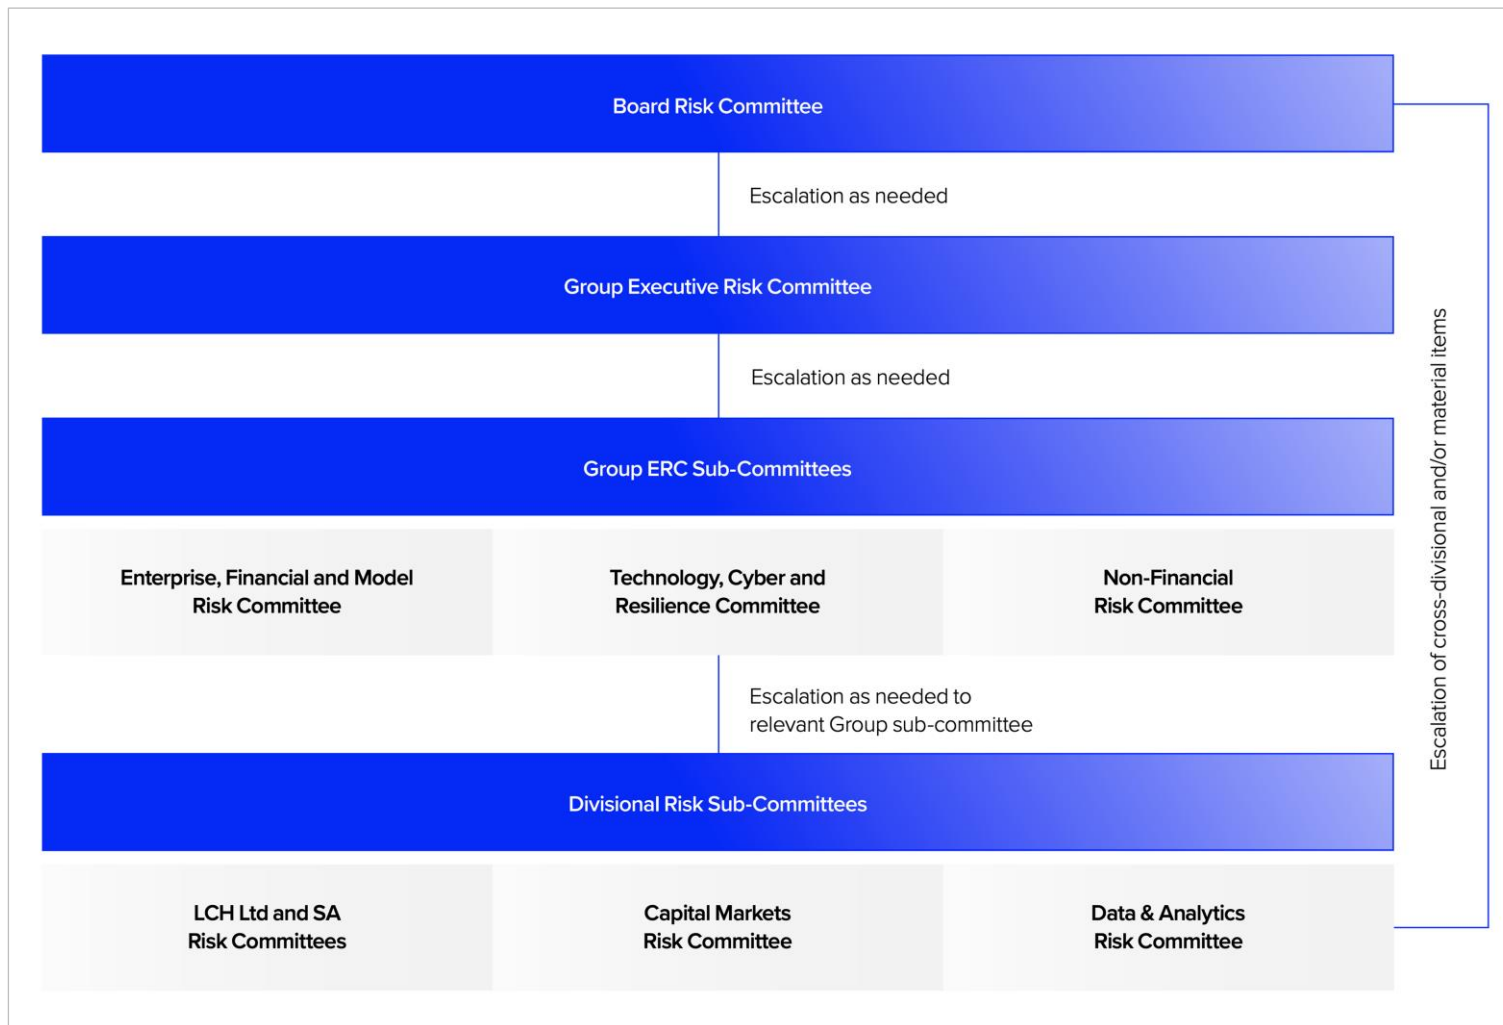 Board Risk Committee
Escalation as needed
Group Executive Risk Committee
Escalation as needed
Group ERC Sub-Committees
Enterprise, Financial and Model
Risk Committee
Technology, Cyber and
Resilience Committee
Non-Financial
Risk Committee
Escalation as needed to
relevant Group sub-committee
Divisional Risk Sub-Committees
LCH Ltd and SA
Risk Committees
Capital Markets
Risk Committee
Data & Analytics
Risk Committee
Escalation of cross-divisional and/or material items